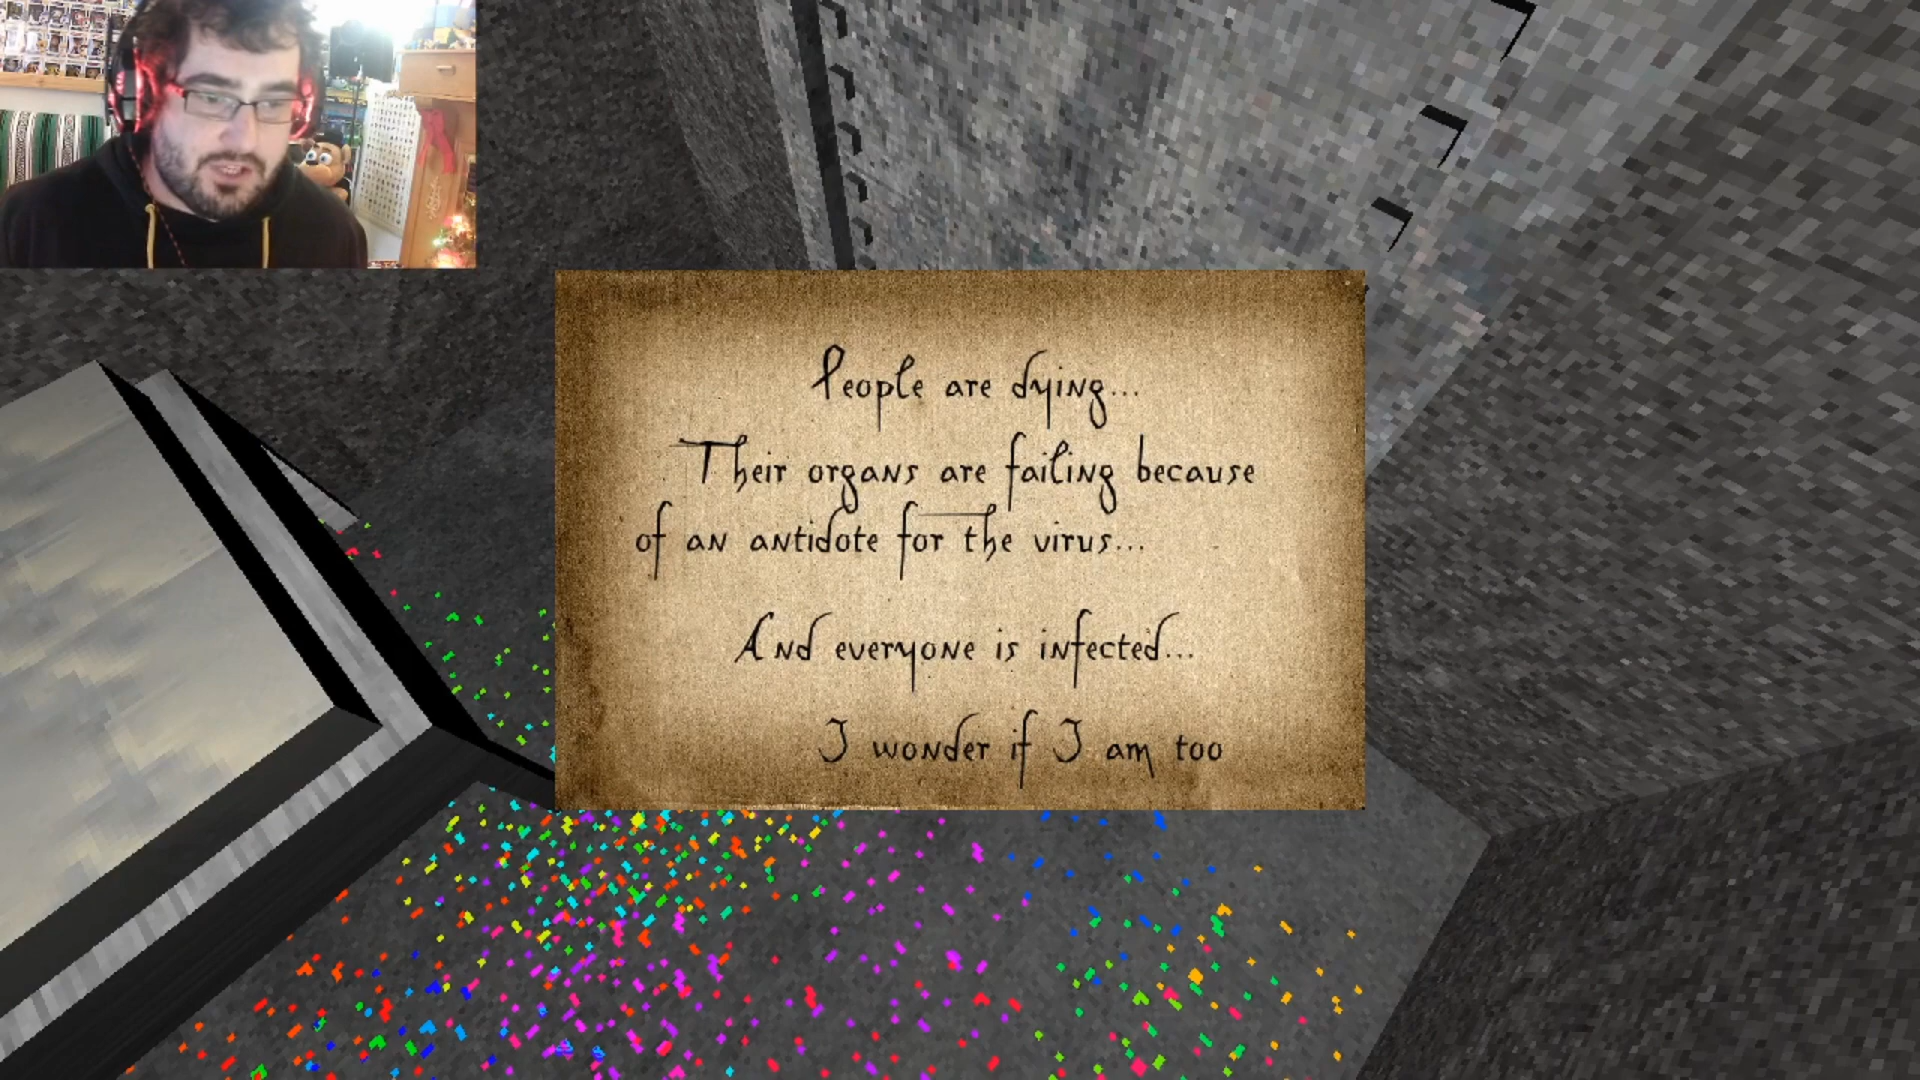 People are dying...
Their organs are failing because
of an antidote for the virus...
And everyone is infected...
I wonder if I am too